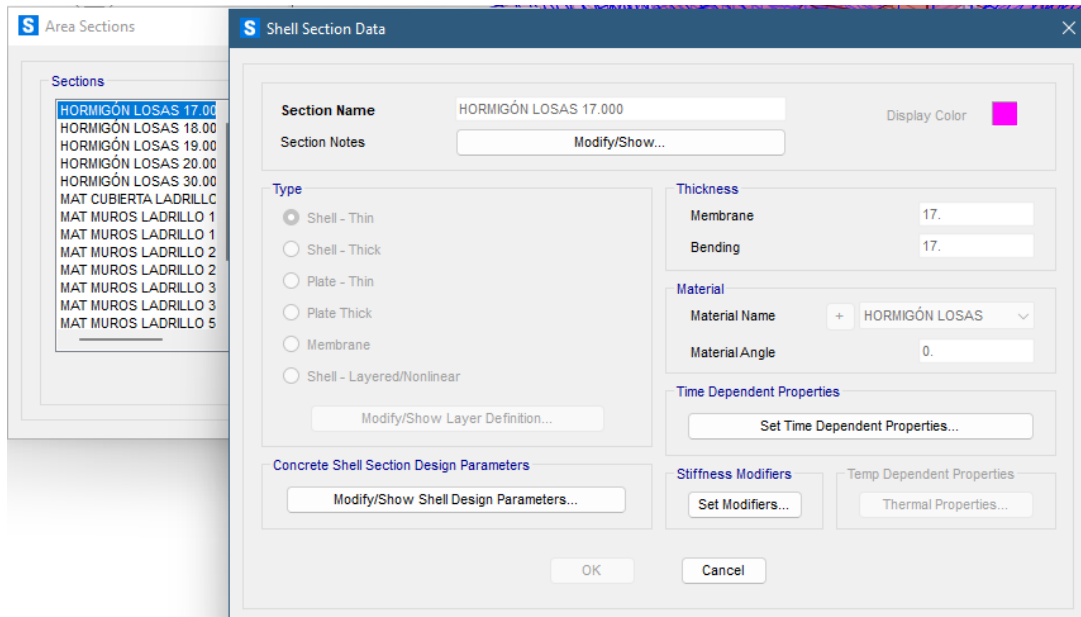 S Area Sections
Sections
HORMIGÓN LOSAS 17.00
HORMIGÓN LOSAS 18.00
HORMIGÓN LOSAS 19.00
HORMIGÓN LOSAS 20.00
HORMIGÓN LOSAS 30.00
MAT CUBIERTA LADRILLO
MAT MUROS LADRILLO 1
MAT MUROS LADRILLO 1
MAT MUROS LADRILLO 2
MAT MUROS LADRILLO 2
MAT MUROS LADRILLO 3
MAT MUROS LADRILLO 3
MAT MUROS LADRILLO 5
S Shell Section Data
Section Name HORMIGÓN LOSAS 17.000
Display Color
Section Notes Modify/Show...
Type
Shell - Thin
Shell - Thick
Plate - Thin
Plate Thick
Membrane
Shell - Layered/Nonlinear
Modify/Show Layer Definition...
Concrete Shell Section Design Parameters
Modify/Show Shell Design Parameters...
Thickness
Membrane 17.
Bending 17.
Material
Material Name + HORMIGÓN LOSAS
Material Angle 0.
Time Dependent Properties
Set Time Dependent Properties...
Stiffness Modifiers
Set Modifiers...
Temp Dependent Properties
Thermal Properties...
OK
Cancel